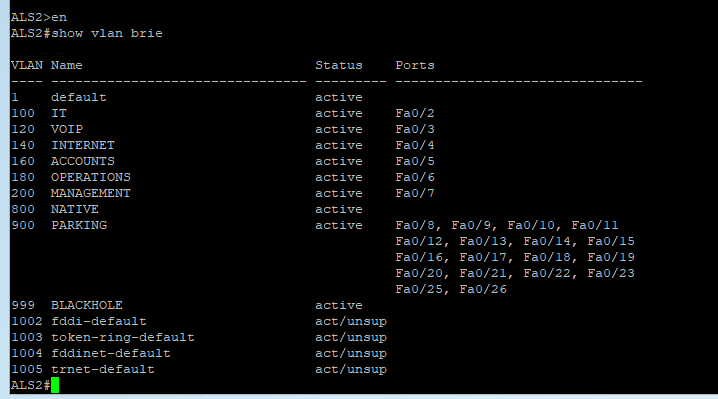 ALS2>en
ALS2#show vlan brie
VLAN Name                             Status    Ports
---- -------------------------------- --------- -------------------------------
1    default                          active
100  IT                               active    Fa0/2
120  VOIP                             active    Fa0/3
140  INTERNET                         active    Fa0/4
160  ACCOUNTS                         active    Fa0/5
180  OPERATIONS                       active    Fa0/6
200  MANAGEMENT                       active    Fa0/7
800  NATIVE                           active
900  PARKING                          active    Fa0/8, Fa0/9, Fa0/10, Fa0/11
                                                Fa0/12, Fa0/13, Fa0/14, Fa0/15
                                                Fa0/16, Fa0/17, Fa0/18, Fa0/19
                                                Fa0/20, Fa0/21, Fa0/22, Fa0/23
                                                Fa0/25, Fa0/26
999  BLACKHOLE                        active
1002 fddi-default                     act/unsup
1003 token-ring-default               act/unsup
1004 fddinet-default                  act/unsup
1005 trnet-default                    act/unsup
ALS2#